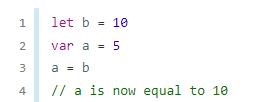 1 let b = 10
2 var a = 5
3 a = b
4 // a is now equal to 10